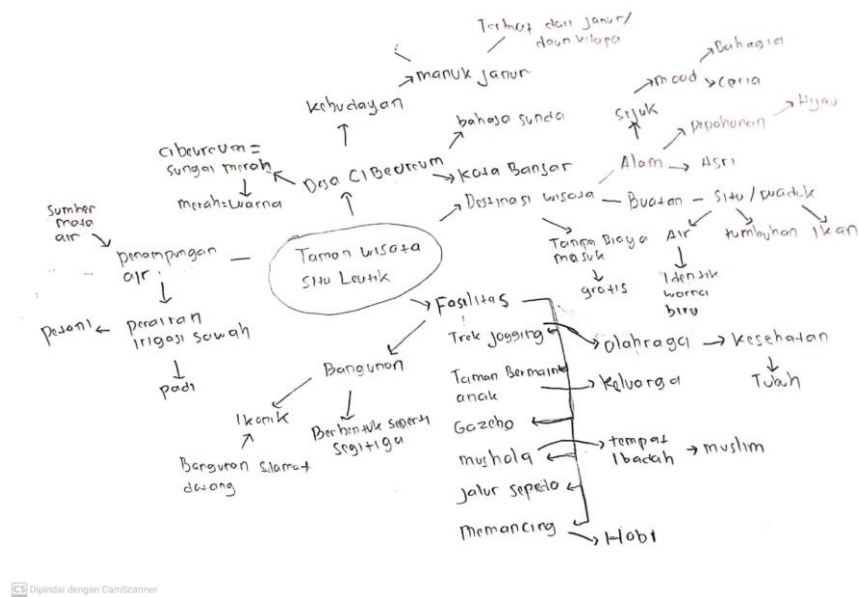 Terbuat dari janur/
daun kelapa
manuk janur
Kebudayan
bahasa sunda
Cibeureum =
sungai merah
merah=warna
Desa CIBeureum
Kota Banjar
Bahagia
mood
Ceria
sejuk
Pepohonan
Hijau
Alam
Asri
Destinasi wisata
Buatan
Situ / waduk
Air
tumbuhan
Ikan
Identik
warna
biru
Tanpa Biaya
masuk
gratis
Sumber
mata
air
penampungan
air
Taman wisata
Situ Leutik
Petani
perairan
irigasi sawah
padi
Fasilitas
Bangunan
Ikonik
Berbentuk seperti
segitiga
Bangunan Silamat
datang
Trek jogging
Olahraga
Kesehatan
Tubuh
Taman Bermain
anak
Keluarga
Gazebo
mushola
tempat
Ibadah
muslim
jalur sepeda
Memancing
Hobi
CS Dipindai dengan CamScanner